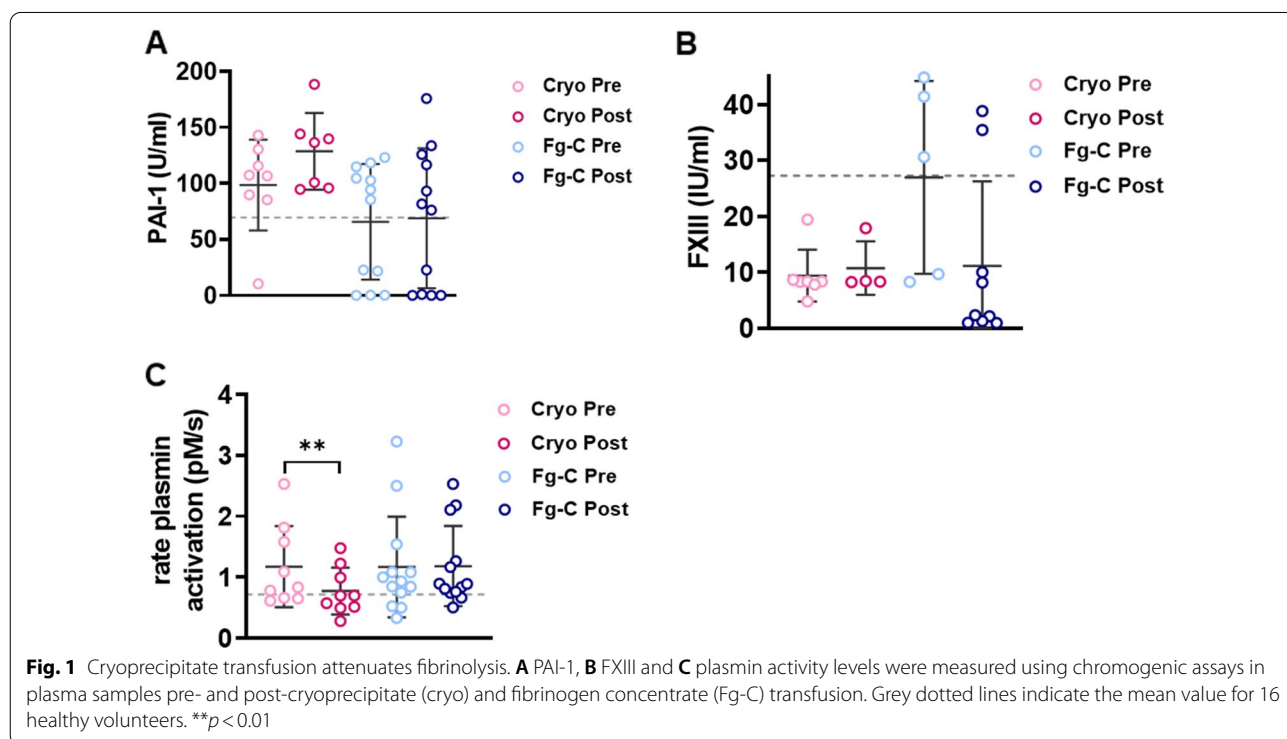 A
PAI-1 (U/ml)
200
150
100
50
0
Cryo Pre
Cryo Post
Fg-C Pre
Fg-C Post
B
FXIII (IU/ml)
40
30
20
10
0
Cryo Pre
Cryo Post
Fg-C Pre
Fg-C Post
C
rate plasmin
activation (pM/s)
4
3
2
1
0
**
Cryo Pre
Cryo Post
Fg-C Pre
Fg-C Post
Fig. 1 Cryoprecipitate transfusion attenuates fibrinolysis. A PAI-1, B FXIII and C plasmin activity levels were measured using chromogenic assays in
plasma samples pre- and post-cryoprecipitate (cryo) and fibrinogen concentrate (Fg-C) transfusion. Grey dotted lines indicate the mean value for 16
healthy volunteers. **p < 0.01